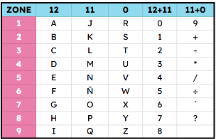 ZONE 12 11 0 12+11 11+0
1 A J R 0 9
2 B K S 1 +
3 C L T 2 -
4 D M U 3 *
5 E N V 4 /
6 F Ñ W 5 ÷
7 G O X 6 ´
8 H P Y 7 ?
9 I Q Z 8